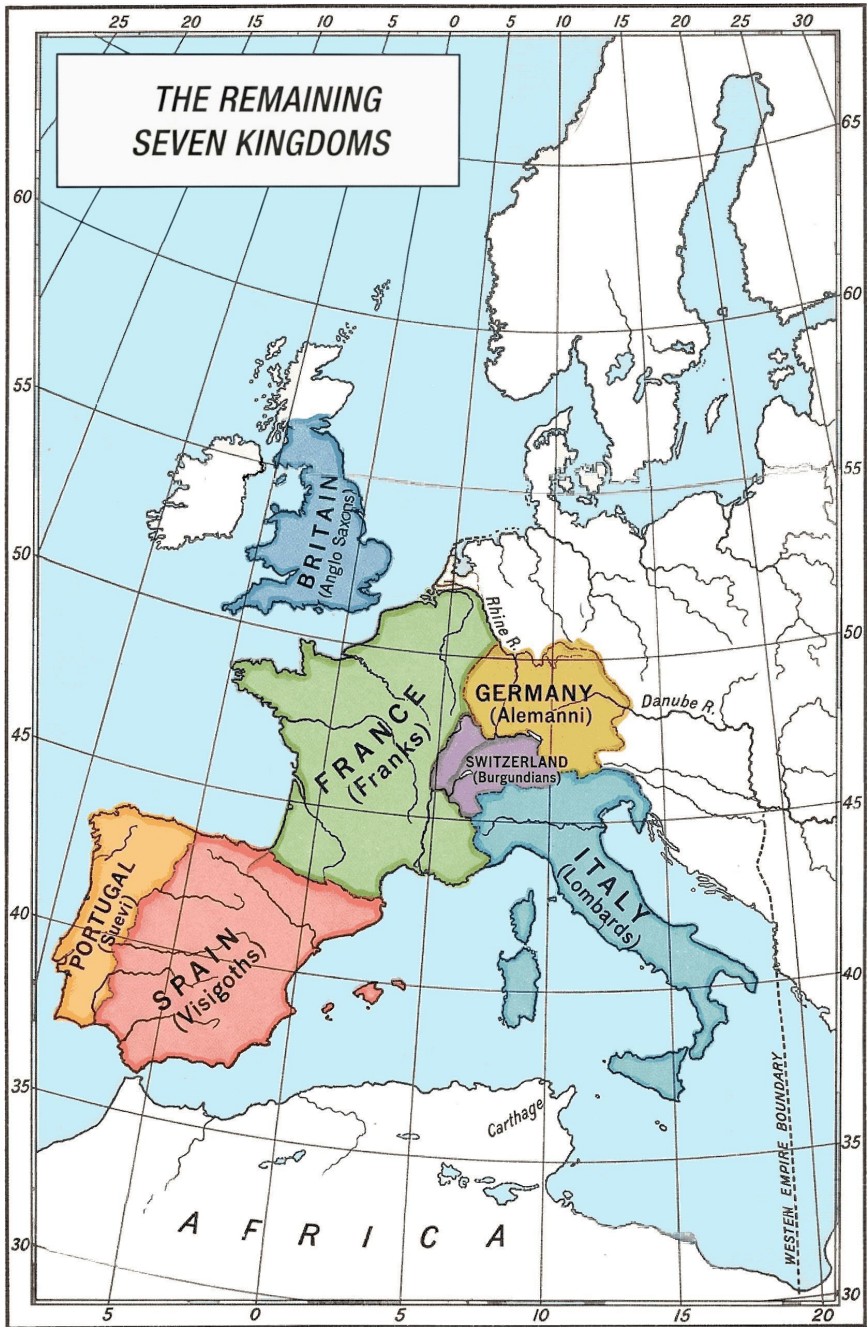 25 20 15 10 5 0 5 10 15 20 25 30
THE REMAINING
SEVEN KINGDOMS
65
60
60
55
55
50
50
45
45
40
40
35
35
30
30
BRITAIN
(Anglo Saxons)
Rhine R.
GERMANY
(Alemanni)
Danube R.
FRANCE
(Franks)
SWITZERLAND
(Burgundians)
ITALY
(Lombards)
PORTUGAL
(Suevi)
SPAIN
(Visigoths)
Carthage
AFRICA
WESTEN EMPIRE BOUNDARY
5 0 5 10 15 20